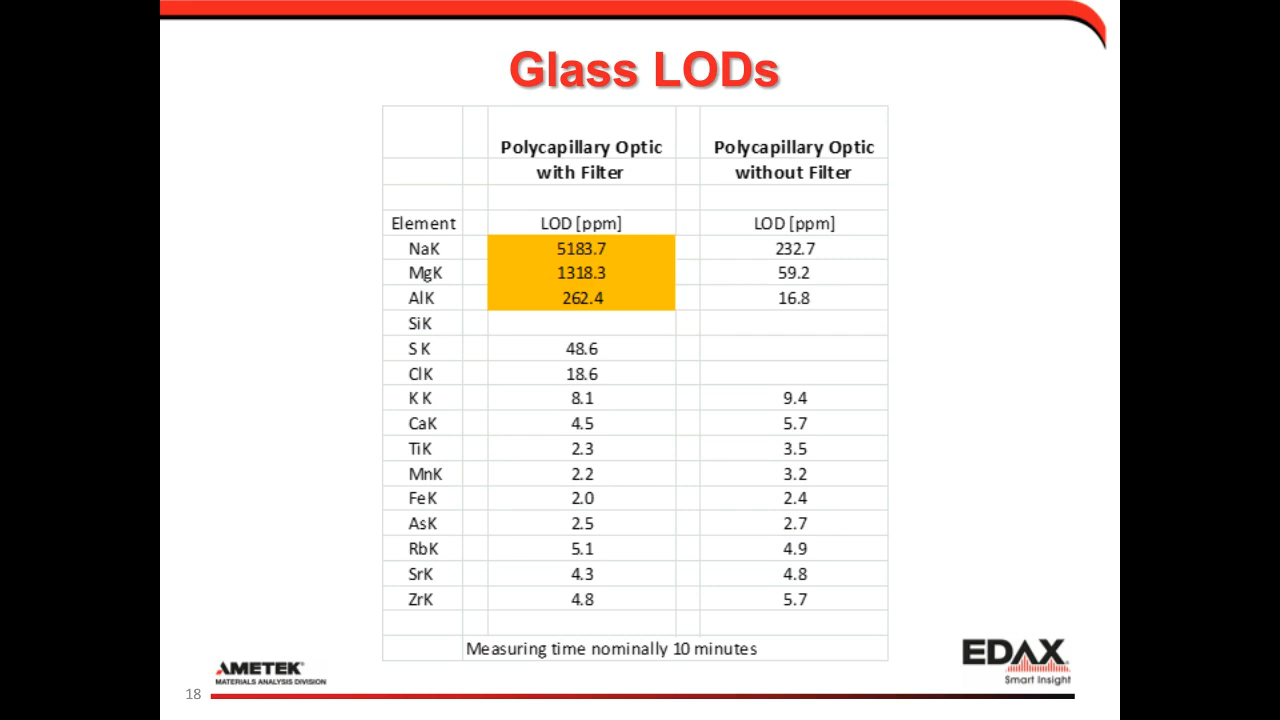 Glass LODs
Polycapillary Optic Polycapillary Optic
with Filter without Filter
Element LOD [ppm] LOD [ppm]
NaK 5183.7 232.7
MgK 1318.3 59.2
AlK 262.4 16.8
SiK
S K 48.6
ClK 18.6
K K 8.1 9.4
CaK 4.5 5.7
TiK 2.3 3.5
MnK 2.2 3.2
FeK 2.0 2.4
AsK 2.5 2.7
RbK 5.1 4.9
SrK 4.3 4.8
ZrK 4.8 5.7
Measuring time nominally 10 minutes
AMETEK®
MATERIALS ANALYSIS DIVISION
EDAX
Smart Insight
18